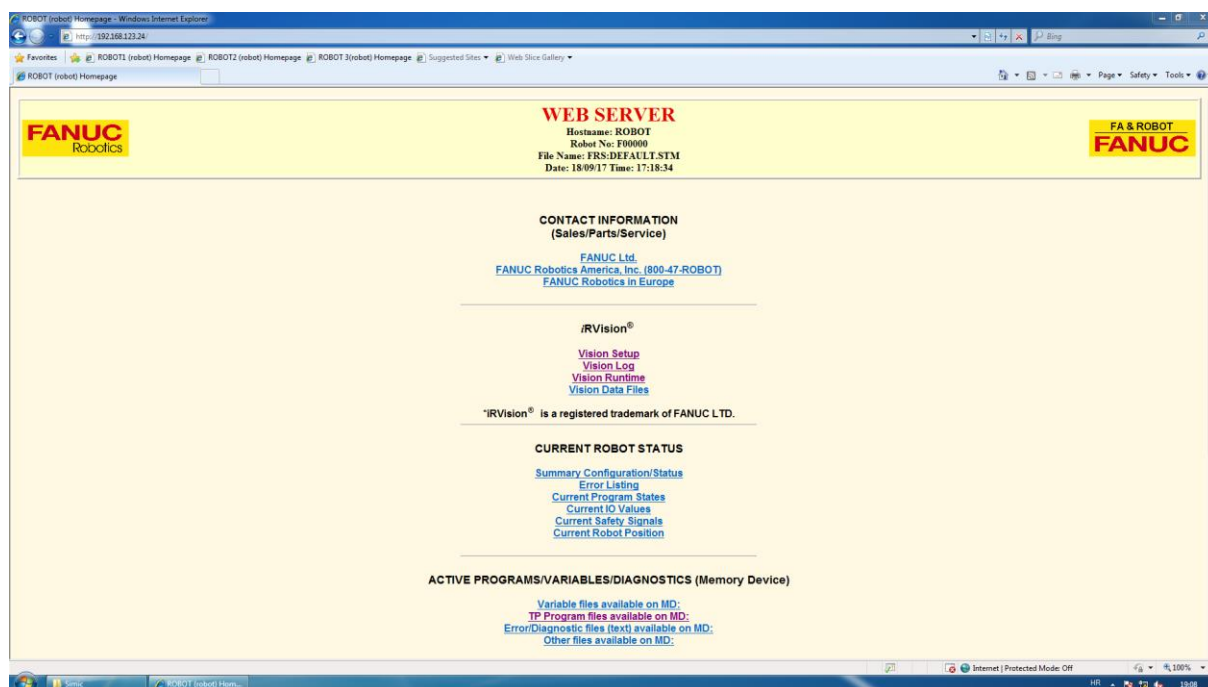 ROBOT (robot) Homepage - Windows Internet Explorer
http://192.168.123.24/
Bing
Favorites ROBOT1 (robot) Homepage ROBOT2 (robot) Homepage ROBOT 3(robot) Homepage Suggested Sites Web Slice Gallery
ROBOT (robot) Homepage
Page Safety Tools
FANUC
Robotics
WEB SERVER
Hostname: ROBOT
Robot No: F00000
File Name: FRS:DEFAULT.STM
Date: 18/09/17 Time: 17:18:34
FA & ROBOT
FANUC
CONTACT INFORMATION
(Sales/Parts/Service)
FANUC Ltd.
FANUC Robotics America, Inc. (800-47-ROBOT)
FANUC Robotics in Europe
iRVision®
Vision Setup
Vision Log
Vision Runtime
Vision Data Files
*iRVision® is a registered trademark of FANUC LTD.
CURRENT ROBOT STATUS
Summary Configuration/Status
Error Listing
Current Program States
Current IO Values
Current Safety Signals
Current Robot Position
ACTIVE PROGRAMS/VARIABLES/DIAGNOSTICS (Memory Device)
Variable files available on MD:
TP Program files available on MD:
Error/Diagnostic files (text) available on MD:
Other files available on MD:
Internet | Protected Mode: Off
100%
Simic
ROBOT (robot) Hom...
HR
19:08